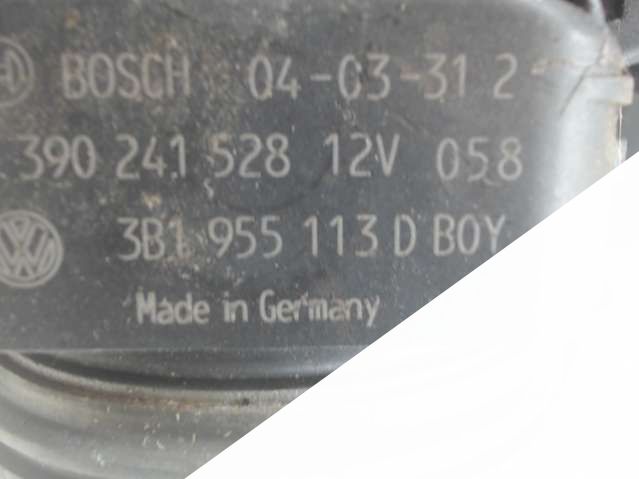 BOSCH 04-03-31 2
390 241 528 12V 058
3B1 955 113 D BOY
Made in Germany